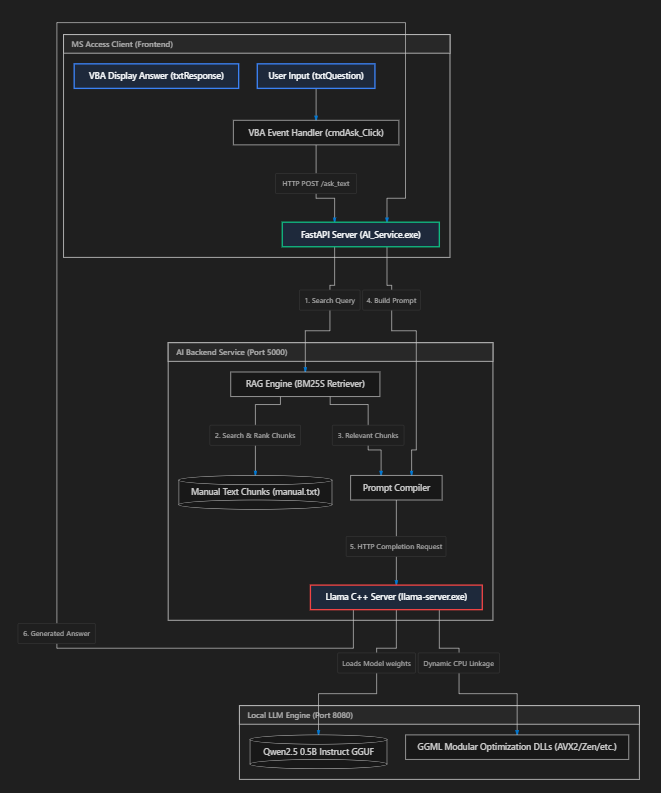 MS Access Client (Frontend)
VBA Display Answer (txtResponse)
User Input (txtQuestion)
VBA Event Handler (cmdAsk_Click)
HTTP POST /ask_text
FastAPI Server (AI_Service.exe)
1. Search Query
4. Build Prompt
AI Backend Service (Port 5000)
RAG Engine (BM25S Retriever)
2. Search & Rank Chunks
3. Relevant Chunks
Manual Text Chunks (manual.txt)
Prompt Compiler
5. HTTP Completion Request
Llama C++ Server (llama-server.exe)
6. Generated Answer
Loads Model weights
Dynamic CPU Linkage
Local LLM Engine (Port 8080)
Qwen2.5 0.5B Instruct GGUF
GGML Modular Optimization DLLs (AVX2/Zen/etc.)